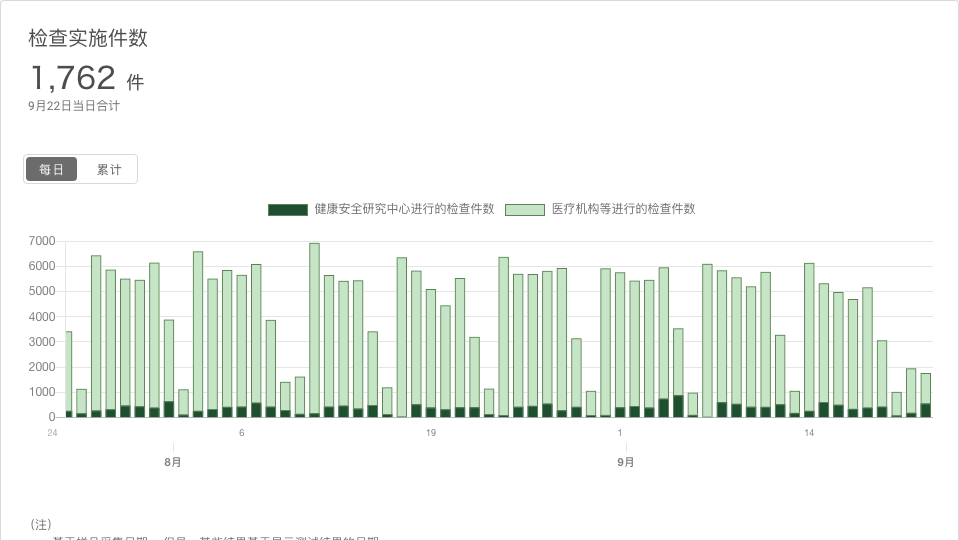 检查实施件数
1,762 件
9月22日当日合计
每日 累计
健康安全研究中心进行的检查件数 医疗机构等进行的检查件数
7000
6000
5000
4000
3000
2000
1000
0
24 6 19 1 14
8月 9月
（注）